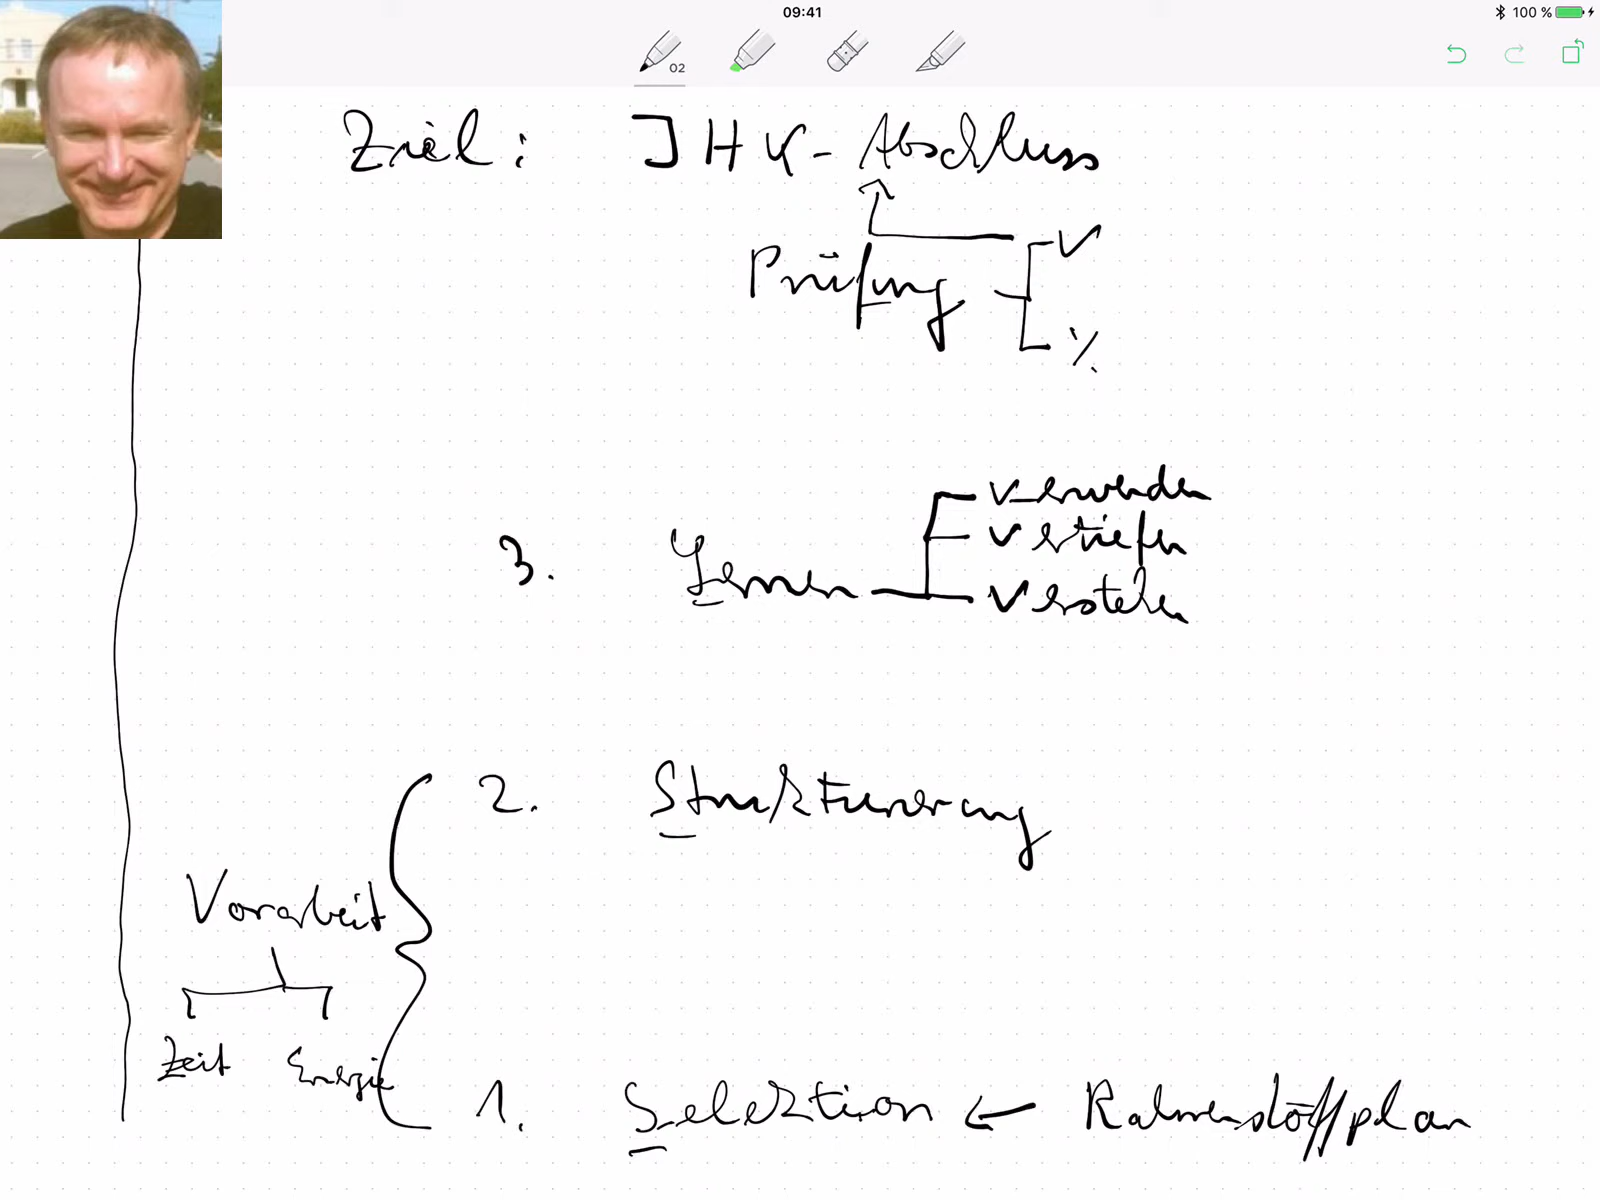 09:41
100 %
02
Ziel: IHK-Abschluss
Prüfung
✓
%
verwenden
vertiefen
3. Lernen
Verstehen
2. Strukturierung
Vorarbeit
Zeit Energie
1. Selektion ← Rahmenstoffplan